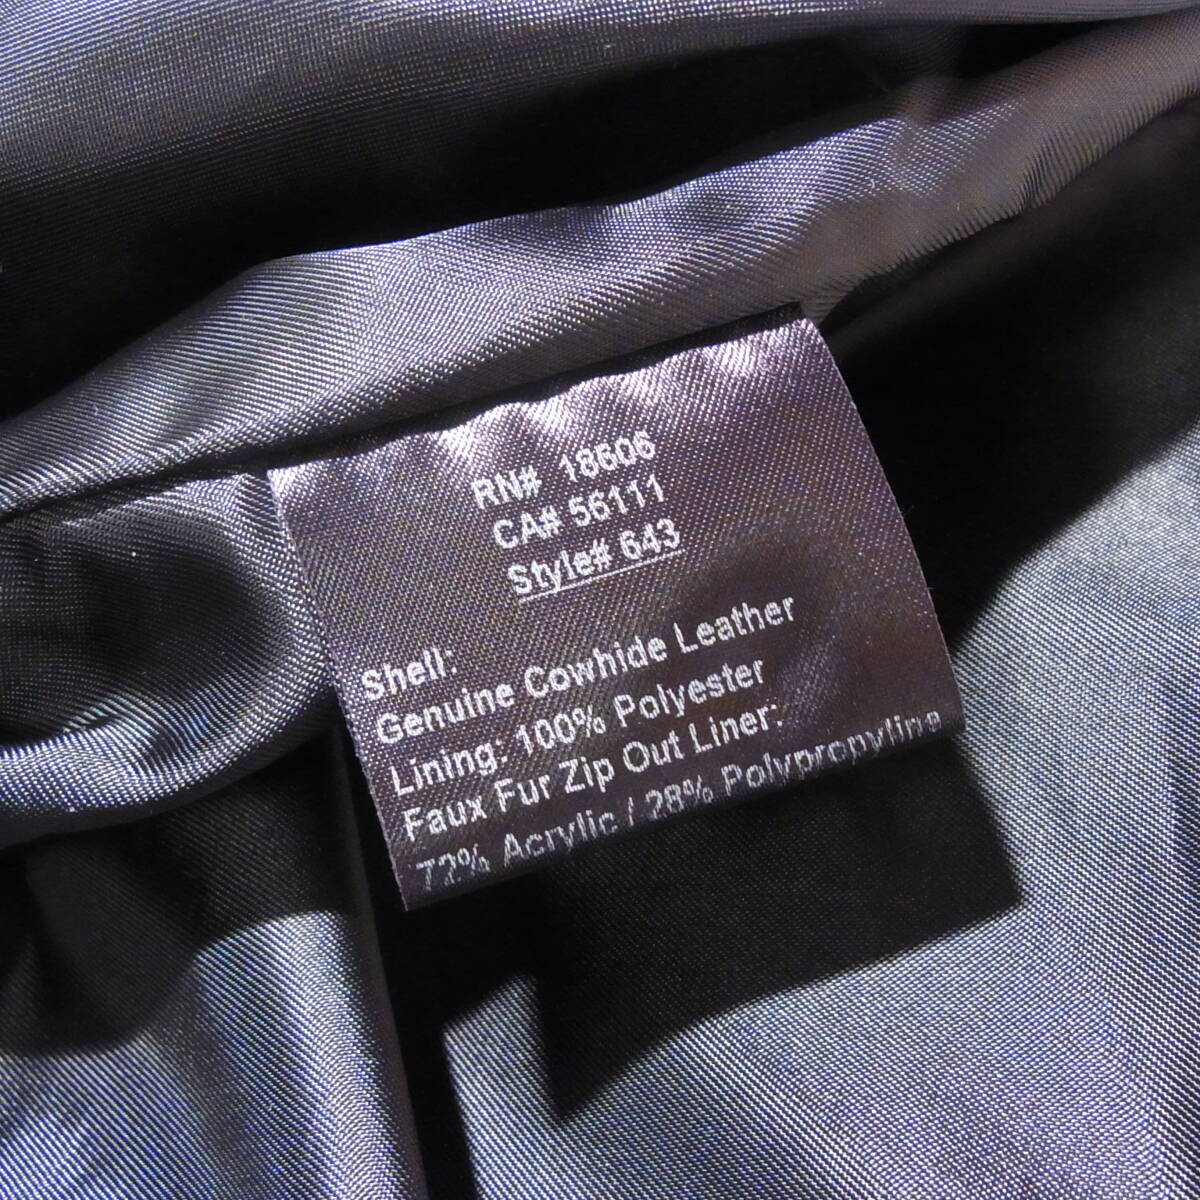 RN# 18606
CA# 56111
Style# 643
Shell:
Genuine Cowhide Leather
Lining: 100% Polyester
Faux Fur Zip Out Liner:
72% Acrylic / 28% Polypropyline